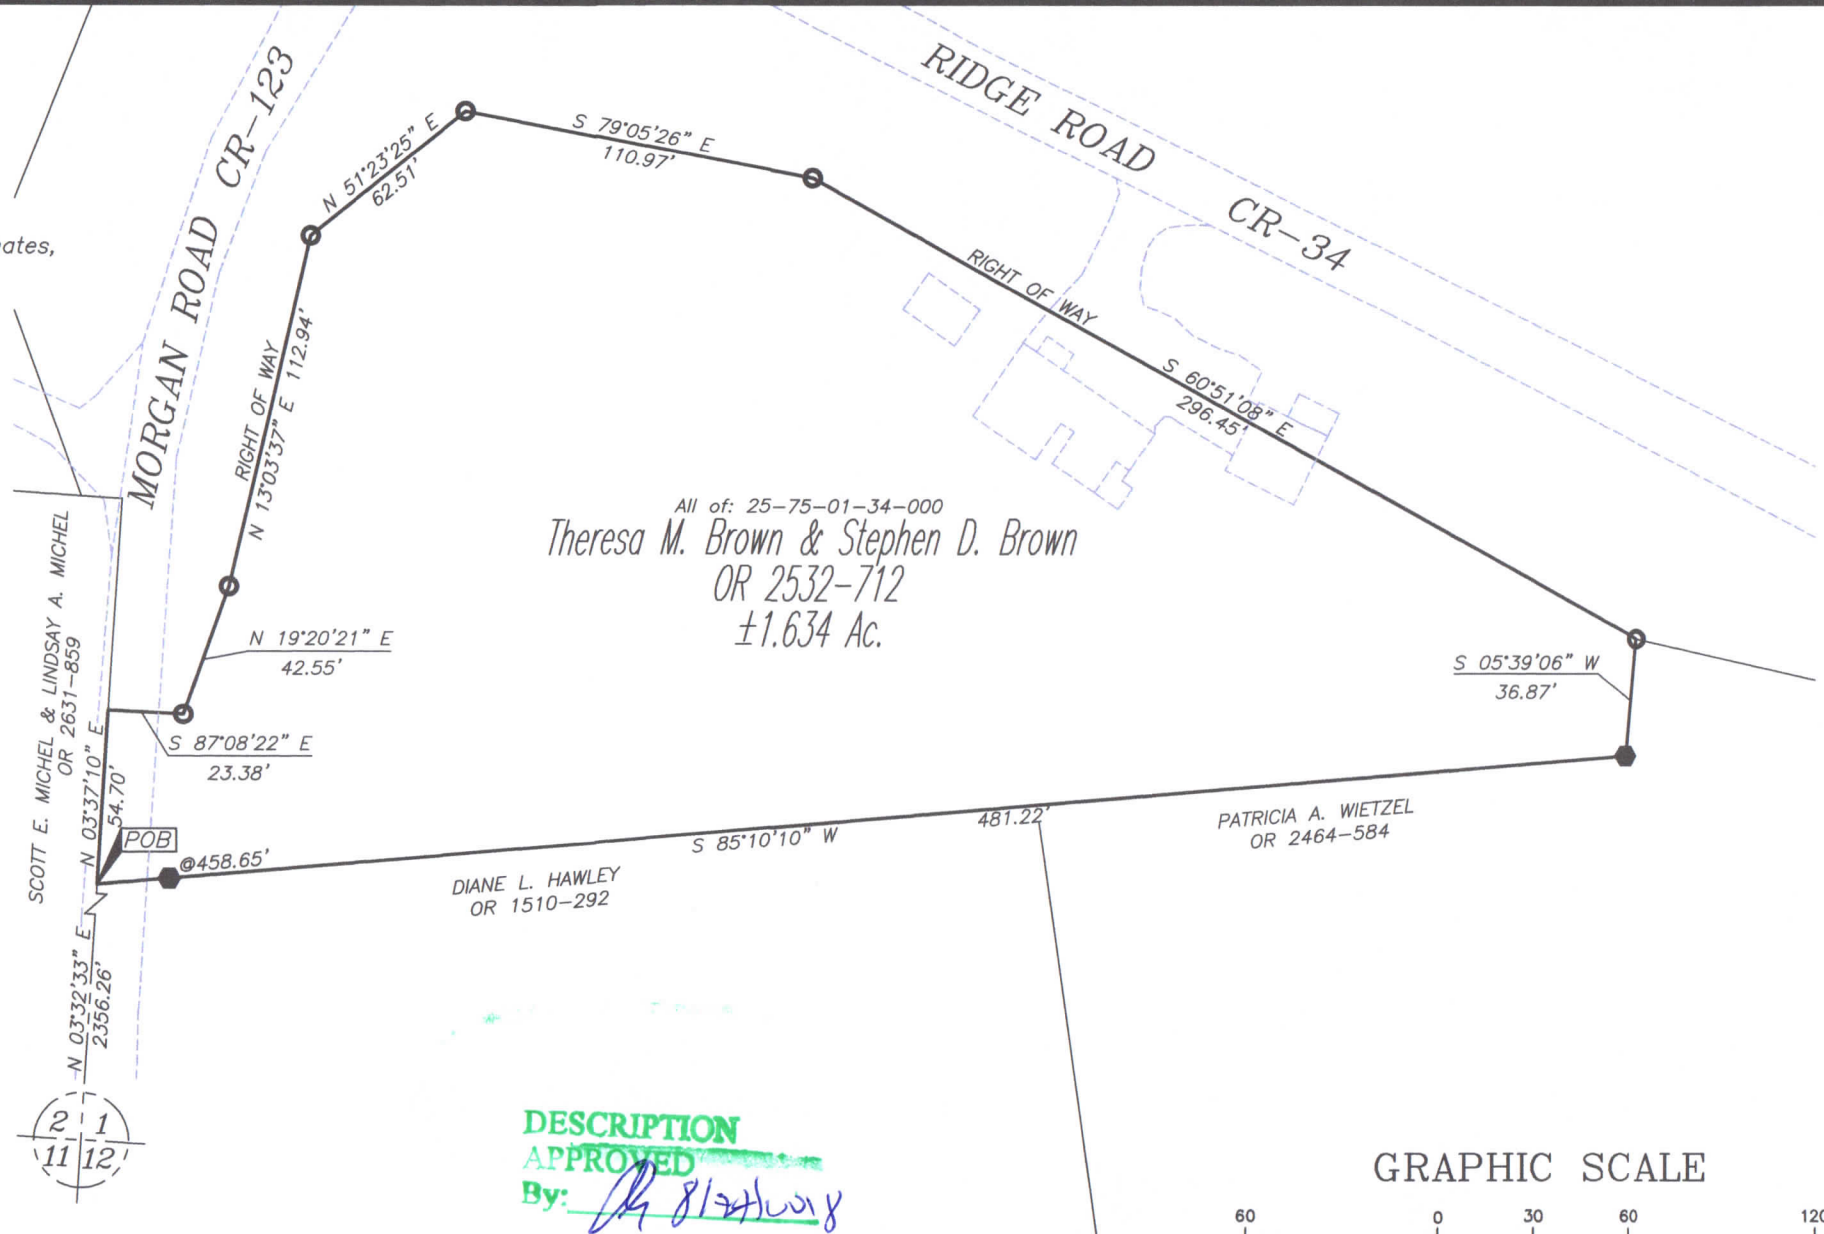 RIDGE ROAD CR-34
MORGAN ROAD CR-123
N 51°23'25" E
62.51'
S 79°05'26" E
110.97'
ates,
RIGHT OF WAY
RIGHT OF WAY
N 13°03'37" E 112.94'
S 60°51'08" E
296.45'
All of: 25-75-01-34-000
Theresa M. Brown & Stephen D. Brown
OR 2532-712
±1.634 Ac.
N 19°20'21" E
42.55'
S 05°39'06" W
36.87'
SCOTT E. MICHEL & LINDSAY A. MICHEL
OR 2631-859
N 03°37'10" E
54.70'
S 87°08'22" E
23.38'
POB
@458.65'
S 85°10'10" W
481.22'
PATRICIA A. WIETZEL
OR 2464-584
DIANE L. HAWLEY
OR 1510-292
N 03°32'33" E
2356.26'
2 1
11 12
DESCRIPTION
APPROVED
By:
GRAPHIC SCALE
60 0 30 60 120